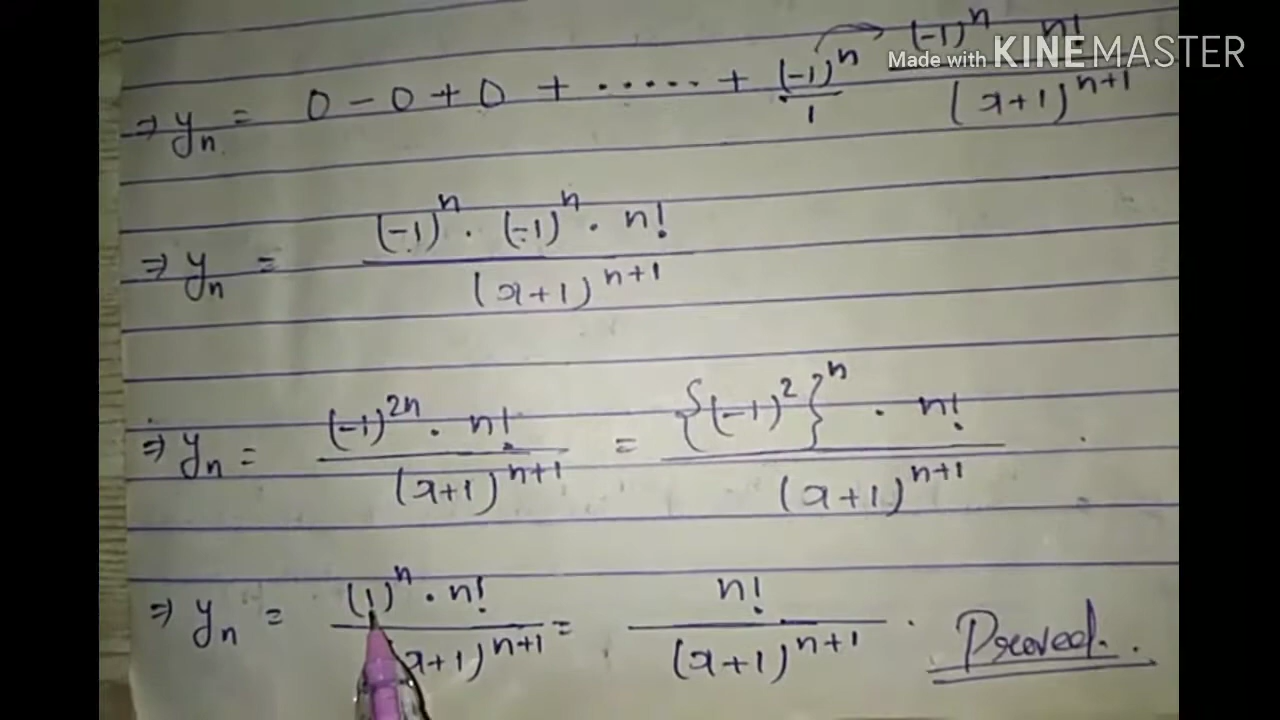 Made with KINEMASTER
⇒ yₙ = 0 - 0 + 0 + ..... + (-1)ⁿ/1 (-1)ⁿ n!/(x+1)ⁿ⁺¹
⇒ yₙ = (-1)ⁿ · (-1)ⁿ · n!/(x+1)ⁿ⁺¹
⇒ yₙ = (-1)²ⁿ · n!/(x+1)ⁿ⁺¹ = {(-1)²}ⁿ · n!/(x+1)ⁿ⁺¹ .
⇒ yₙ = (1)ⁿ · n!/(x+1)ⁿ⁺¹ = n!/(x+1)ⁿ⁺¹ . Proved..